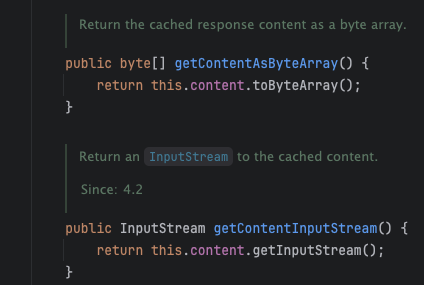 Return the cached response content as a byte array.
public byte[] getContentAsByteArray() {
return this.content.toByteArray();
}
Return an InputStream to the cached content.
Since: 4.2
public InputStream getContentInputStream() {
return this.content.getInputStream();
}